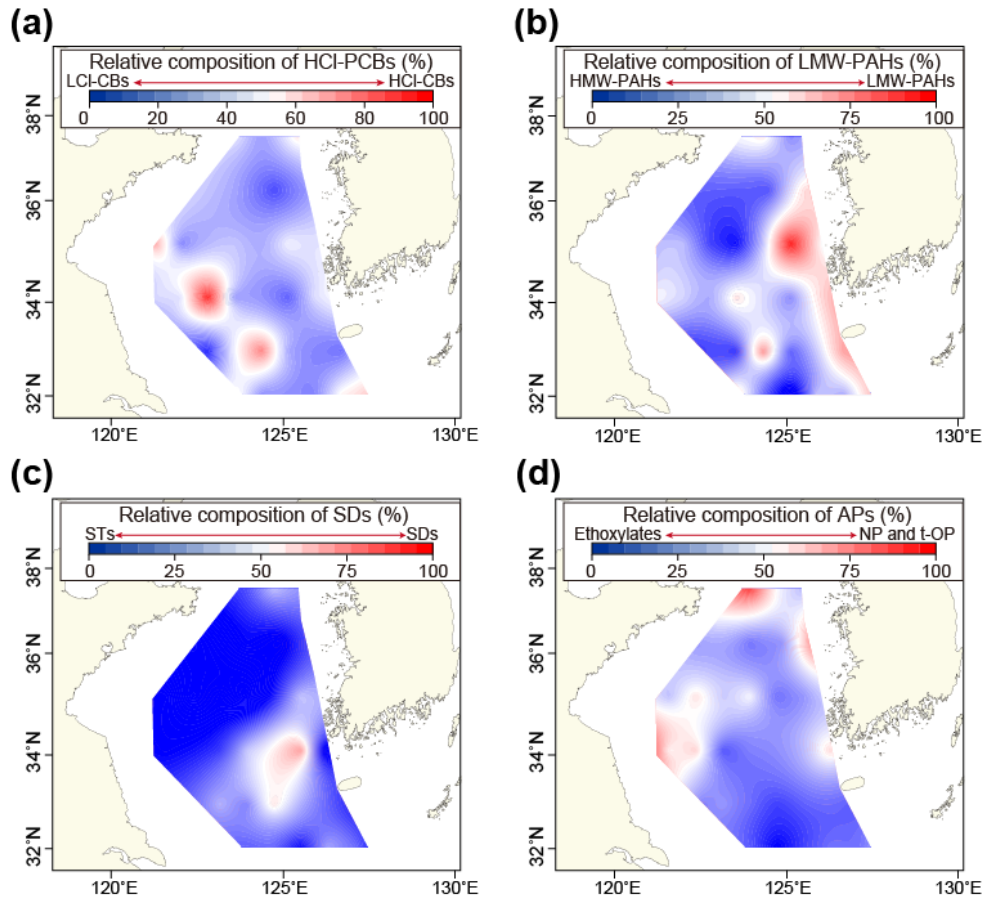 (a)
Relative composition of HCl-PCBs (%)
LCl-CBs HCl-CBs
0 20 40 60 80 100
38°N
36°N
34°N
32°N
120°E 125°E 130°E
(b)
Relative composition of LMW-PAHs (%)
HMW-PAHs LMW-PAHs
0 25 50 75 100
38°N
36°N
34°N
32°N
120°E 125°E 130°E
(c)
Relative composition of SDs (%)
STs SDs
0 25 50 75 100
38°N
36°N
34°N
32°N
120°E 125°E 130°E
(d)
Relative composition of APs (%)
Ethoxylates NP and t-OP
0 25 50 75 100
38°N
36°N
34°N
32°N
120°E 125°E 130°E